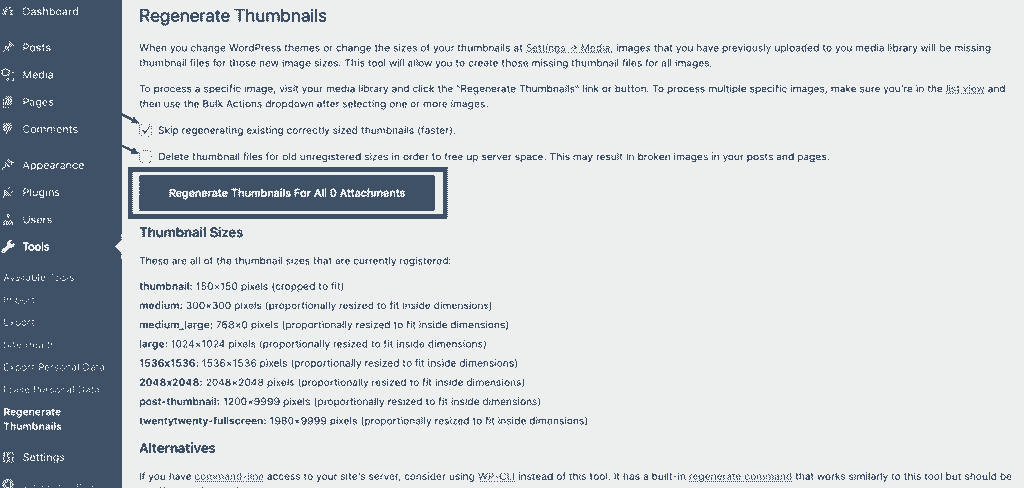 Dashboard
Posts
Media
Pages
Comments
Appearance
Plugins
Users
Tools
Available Tools
Import
Export
Site Health
Export Personal Data
Erase Personal Data
Regenerate
Thumbnails
Settings
Regenerate Thumbnails
When you change WordPress themes or change the sizes of your thumbnails at Settings → Media, images that you have previously uploaded to you media library will be missing
thumbnail files for those new image sizes. This tool will allow you to create those missing thumbnail files for all images.
To process a specific image, visit your media library and click the "Regenerate Thumbnails" link or button. To process multiple specific images, make sure you're in the list view and
then use the Bulk Actions dropdown after selecting one or more images.
Skip regenerating existing correctly sized thumbnails (faster).
Delete thumbnail files for old unregistered sizes in order to free up server space. This may result in broken images in your posts and pages.
Regenerate Thumbnails For All 0 Attachments
Thumbnail Sizes
These are all of the thumbnail sizes that are currently registered:
thumbnail: 150×150 pixels (cropped to fit)
medium: 300×300 pixels (proportionally resized to fit inside dimensions)
medium_large: 768×0 pixels (proportionally resized to fit inside dimensions)
large: 1024×1024 pixels (proportionally resized to fit inside dimensions)
1536x1536: 1536×1536 pixels (proportionally resized to fit inside dimensions)
2048x2048: 2048×2048 pixels (proportionally resized to fit inside dimensions)
post-thumbnail: 1200×9999 pixels (proportionally resized to fit inside dimensions)
twentytwenty-fullscreen: 1980×9999 pixels (proportionally resized to fit inside dimensions)
Alternatives
If you have command-line access to your site's server, consider using WP-CLI instead of this tool. It has a built-in regenerate command that works similarly to this tool but should be